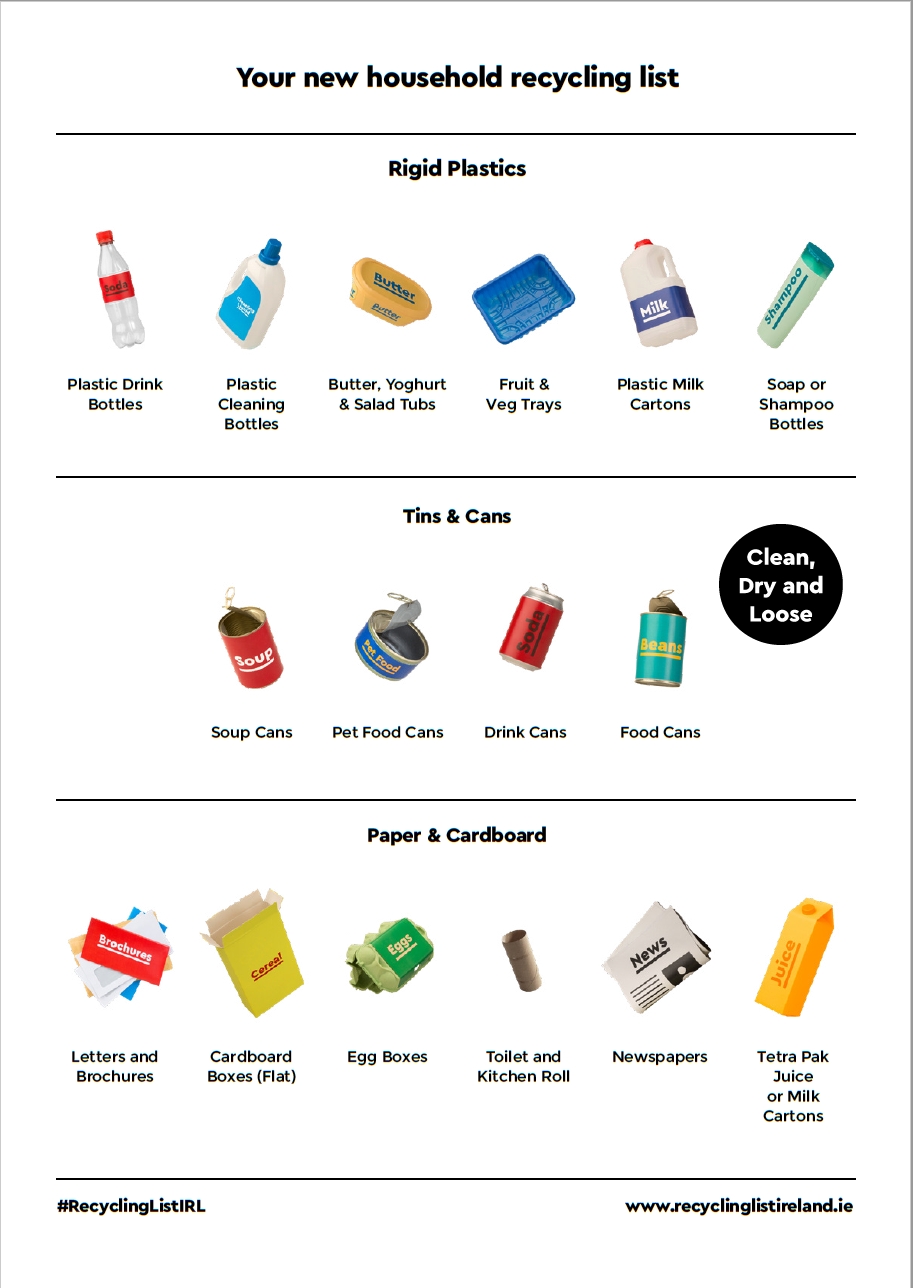 Your new household recycling list
Rigid Plastics
Soda
Butter
Butter
Milk
Shampoo
Plastic Drink
Bottles
Plastic
Cleaning
Bottles
Butter, Yoghurt
& Salad Tubs
Fruit &
Veg Trays
Plastic Milk
Cartons
Soap or
Shampoo
Bottles
Tins & Cans
Clean,
Dry and
Loose
Soup
Pet Food
Soda
Beans
Soup Cans
Pet Food Cans
Drink Cans
Food Cans
Paper & Cardboard
Brochures
Cereal
Eggs
News
Juice
Letters and
Brochures
Cardboard
Boxes (Flat)
Egg Boxes
Toilet and
Kitchen Roll
Newspapers
Tetra Pak
Juice
or Milk
Cartons
#RecyclingListIRL
www.recyclinglistireland.ie